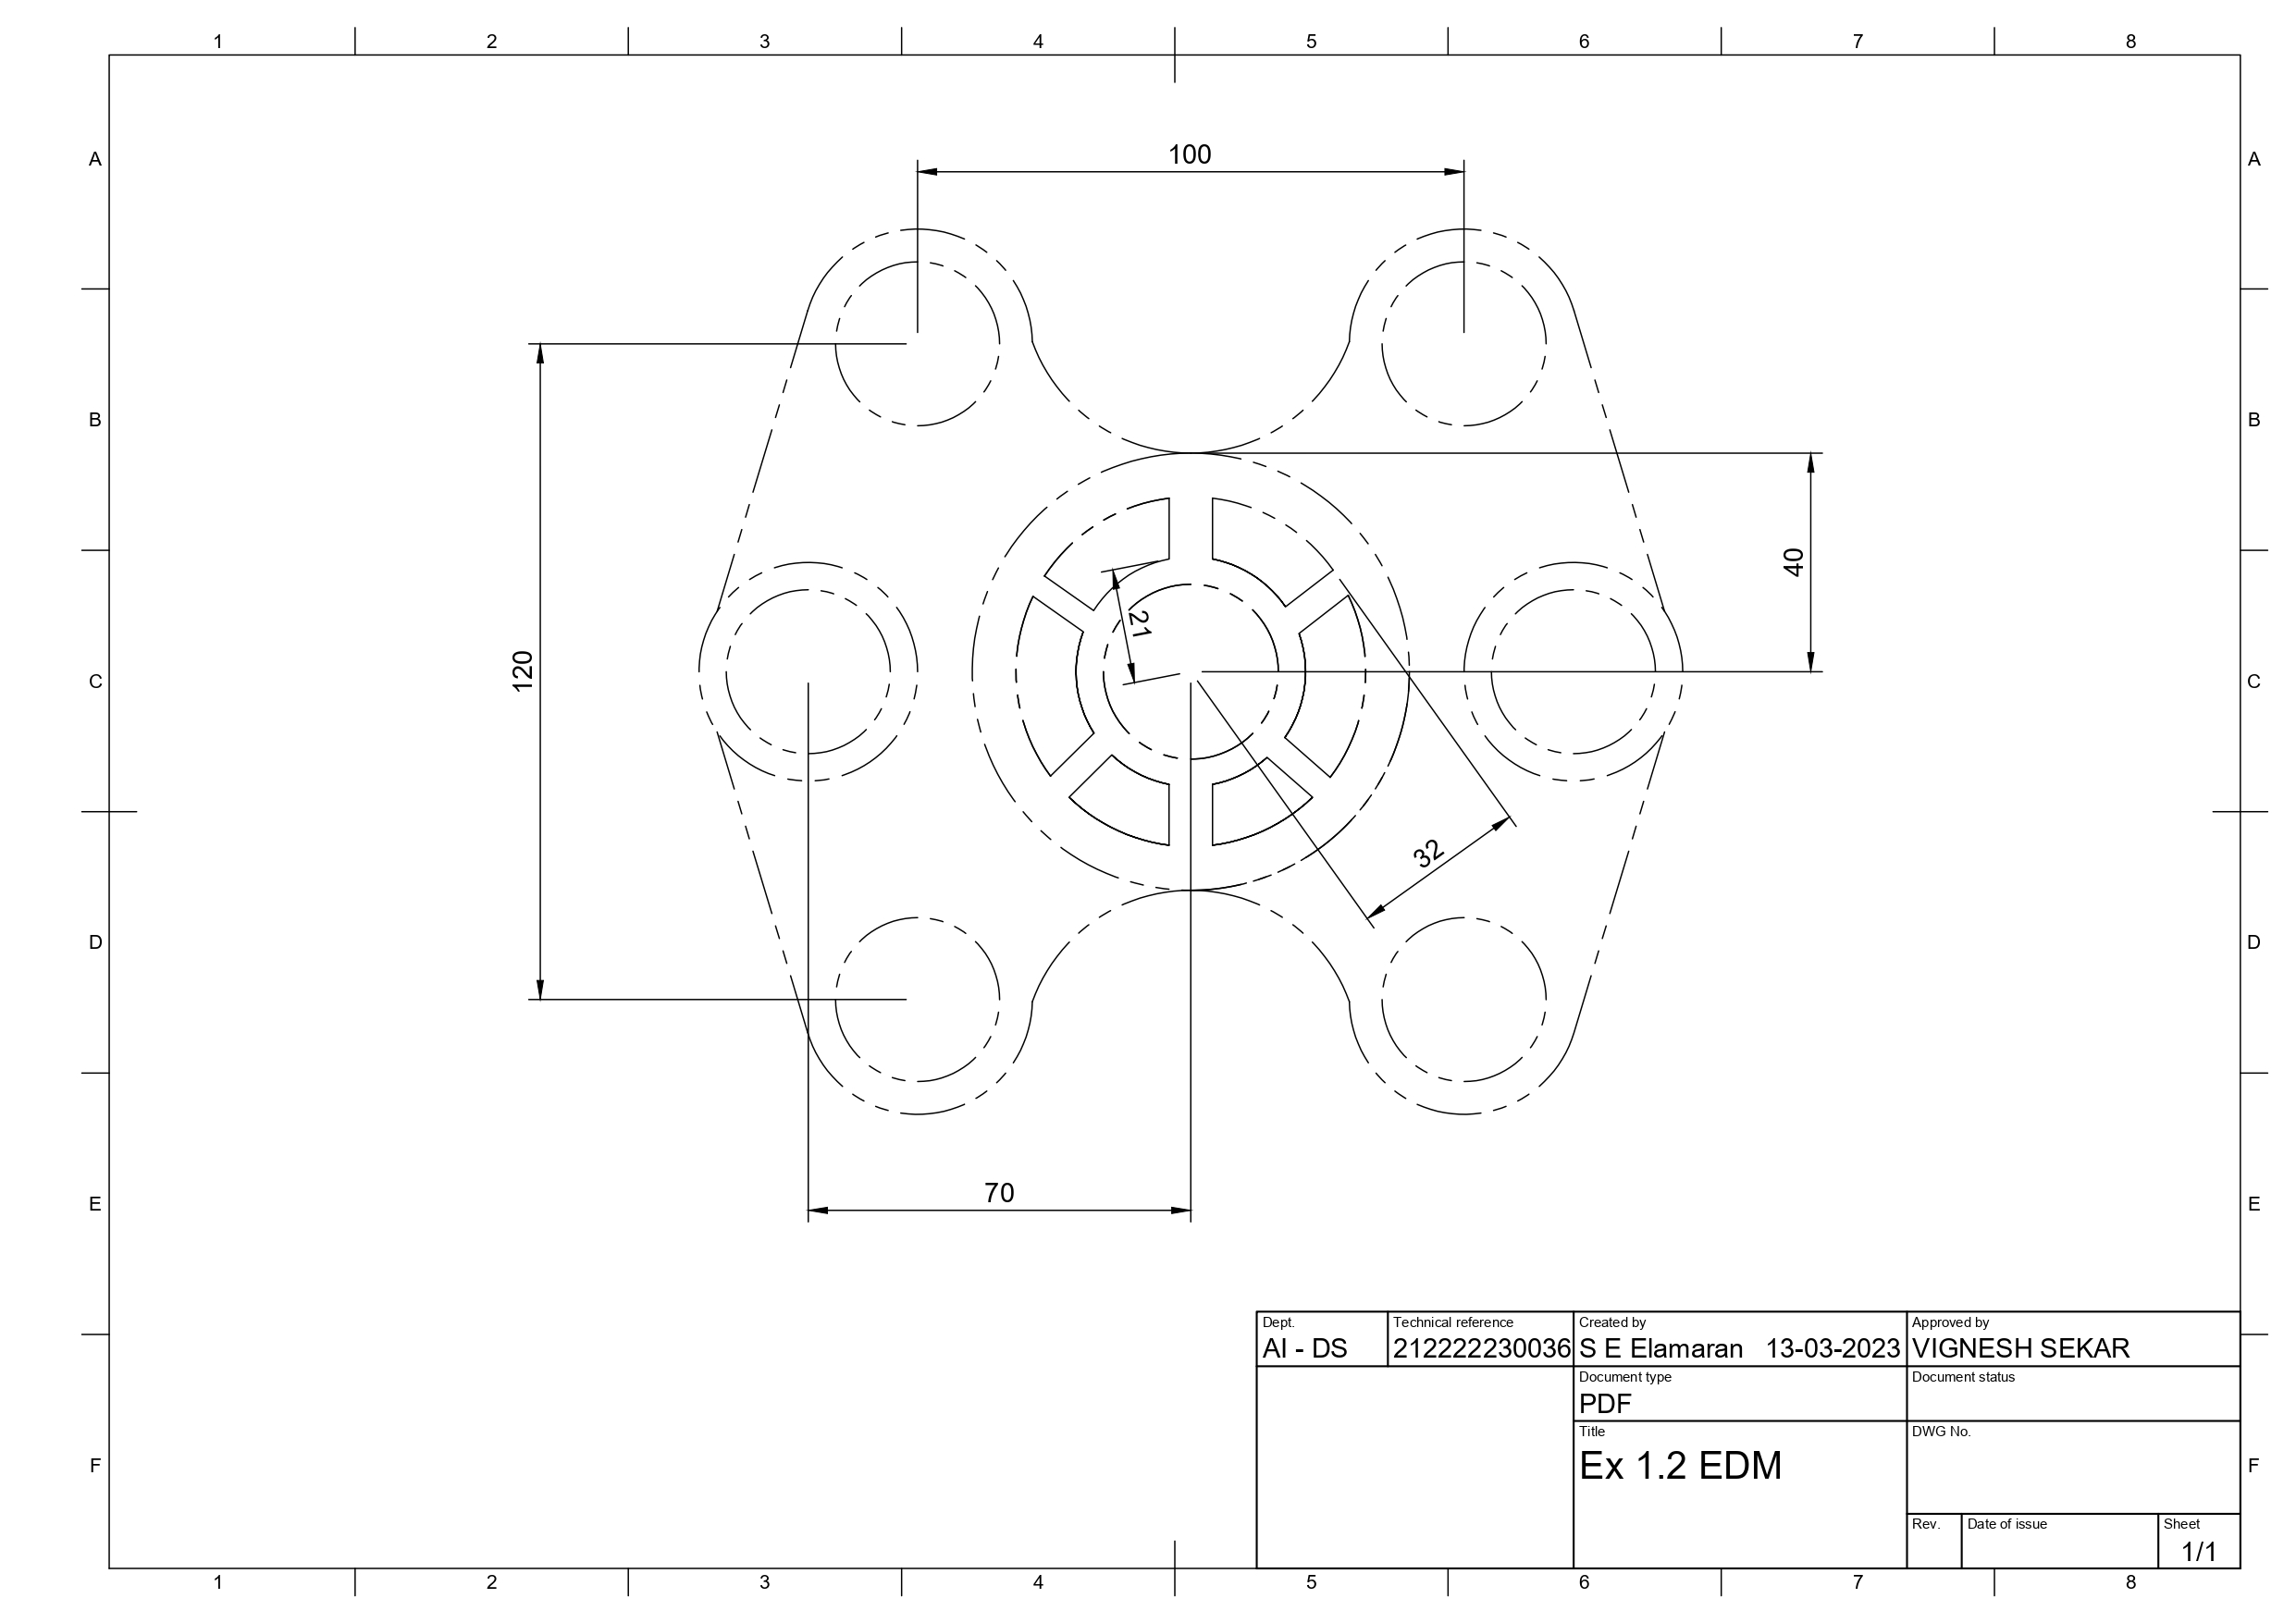 1 2 3 4 5 6 7 8
A A
100
B B
40
21
120
C C
32
D D
70
E E
Dept. Technical reference Created by Approved by
AI - DS 212222230036 S E Elamaran 13-03-2023 VIGNESH SEKAR
Document type Document status
PDF
Title DWG No.
Ex 1.2 EDM
F F
Rev. Date of issue Sheet
1/1
1 2 3 4 5 6 7 8